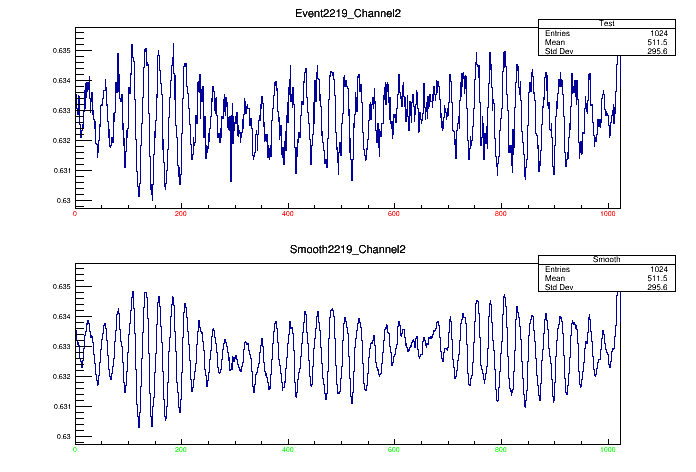 Event2219_Channel2
Test
Entries 1024
Mean 511.5
Std Dev 295.6
0.635
0.634
0.633
0.632
0.631
0.63
0 200 400 600 800 1000
Smooth2219_Channel2
Smooth
Entries 1024
Mean 511.5
Std Dev 295.6
0.635
0.634
0.633
0.632
0.631
0.63
0 200 400 600 800 1000